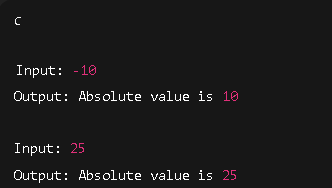 c
Input: -10
Output: Absolute value is 10
Input: 25
Output: Absolute value is 25